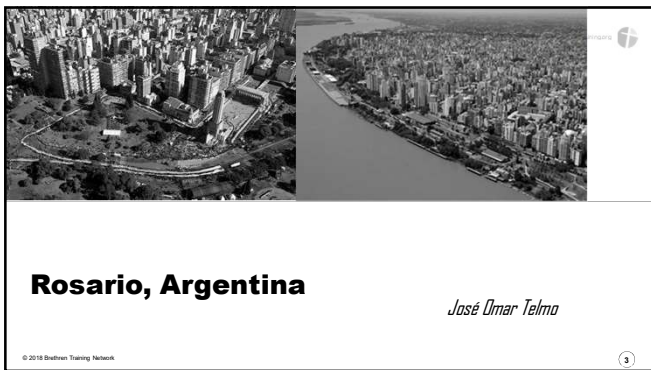 Rosario, Argentina
José Omar Telmo
© 2018 Brethren Training Network
3